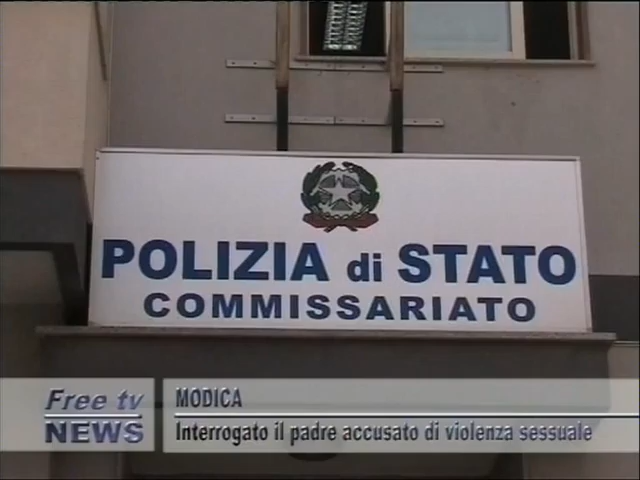 POLIZIA di STATO
COMMISSARIATO
Free tv
NEWS
MODICA
Interrogato il padre accusato di violenza sessuale